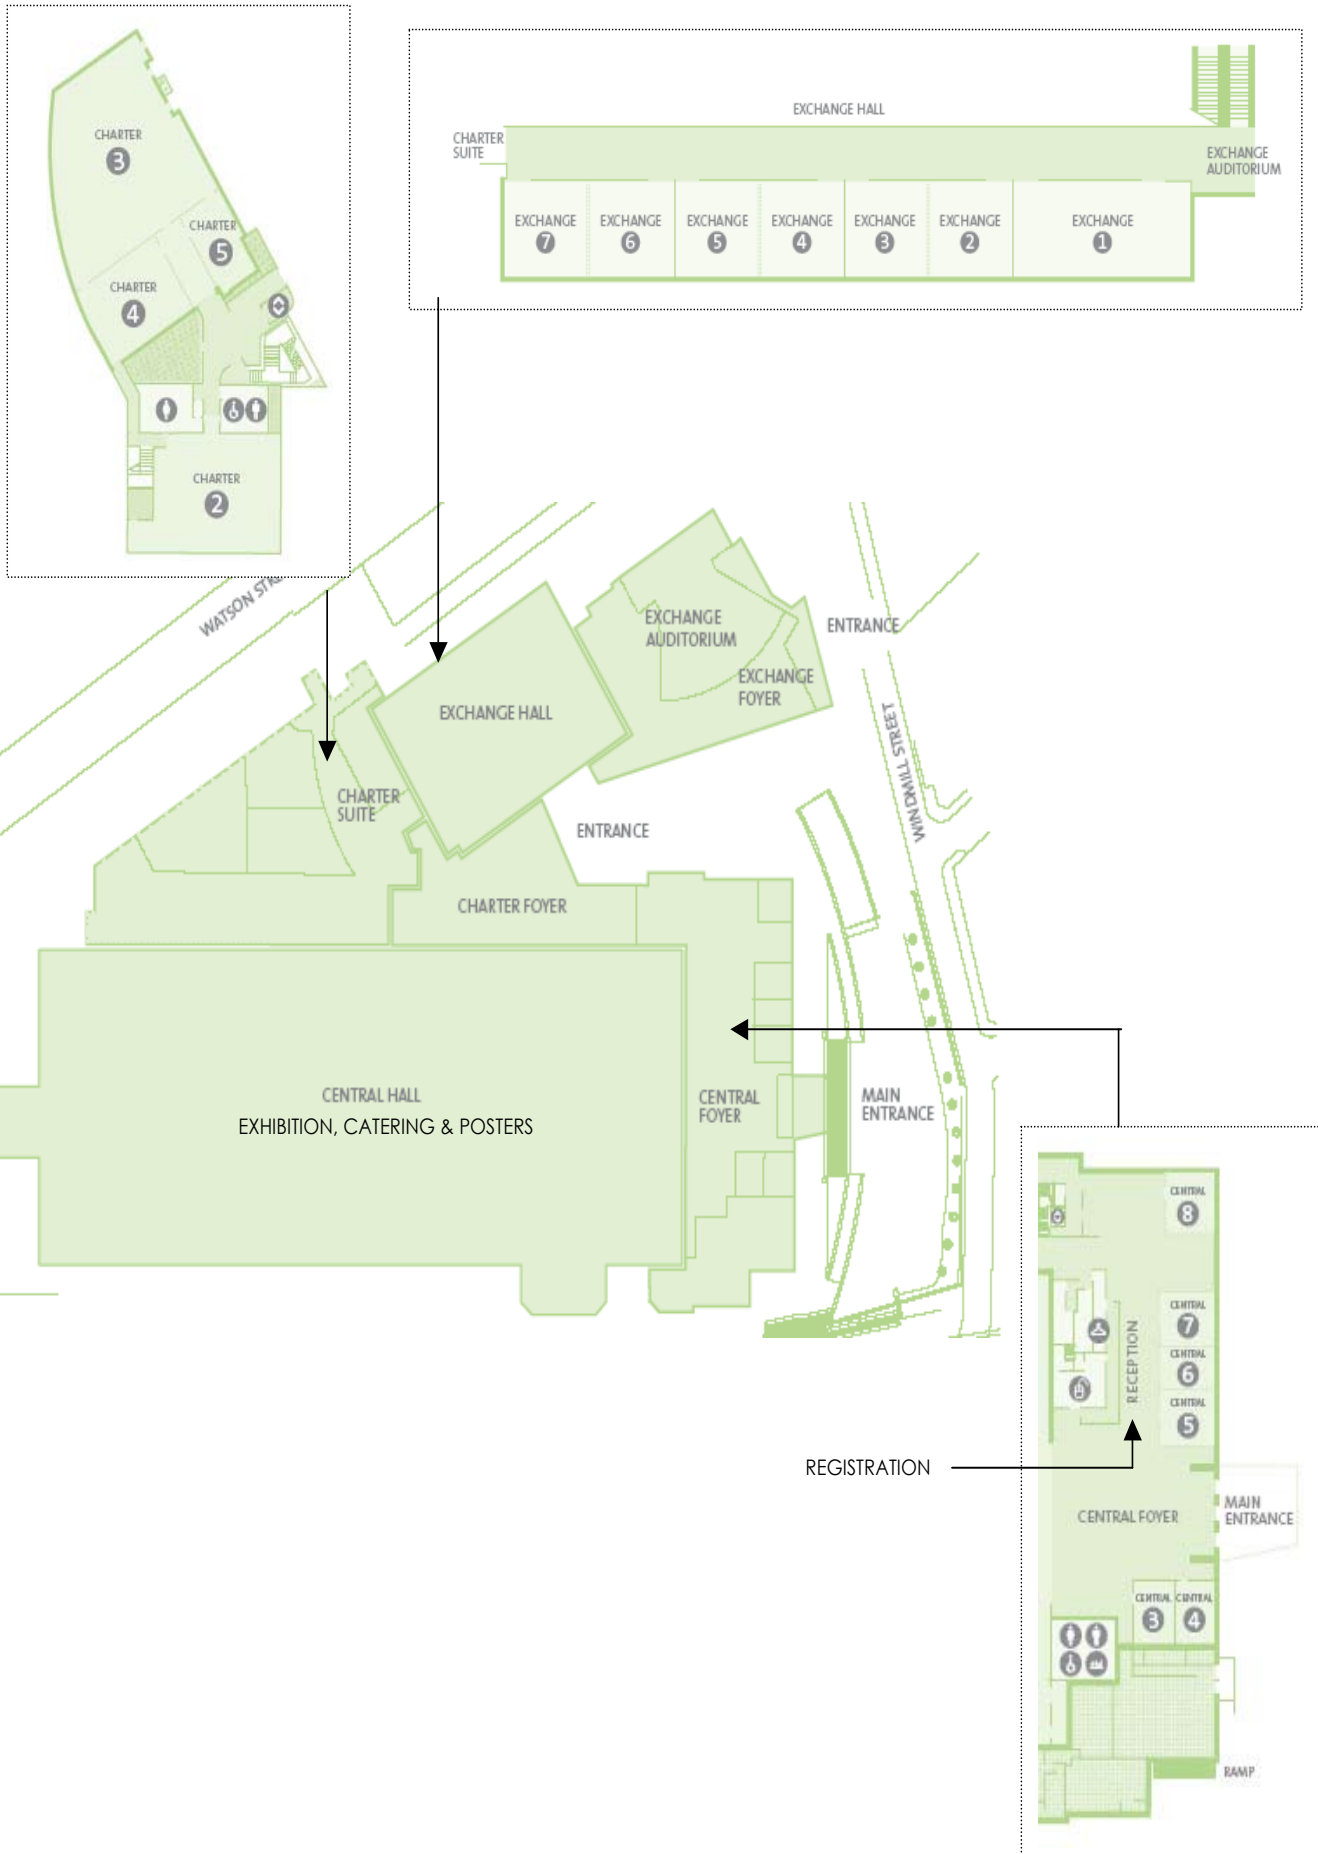 CHARTER
3
CHARTER
5
CHARTER
4
CHARTER
2
EXCHANGE HALL
CHARTER
SUITE
EXCHANGE
AUDITORIUM
EXCHANGE
7
EXCHANGE
6
EXCHANGE
5
EXCHANGE
4
EXCHANGE
3
EXCHANGE
2
EXCHANGE
1
WATSON
EXCHANGE
AUDITORIUM
ENTRANCE
EXCHANGE
FOYER
EXCHANGE HALL
WINDMILL STREET
CHARTER
SUITE
ENTRANCE
CHARTER FOYER
CENTRAL HALL
EXHIBITION, CATERING & POSTERS
CENTRAL
FOYER
MAIN
ENTRANCE
CENTRAL
8
CENTRAL
7
CENTRAL
6
CENTRAL
5
RECEPTION
REGISTRATION
CENTRAL FOYER
MAIN
ENTRANCE
CENTRAL
3
CENTRAL
4
RAMP